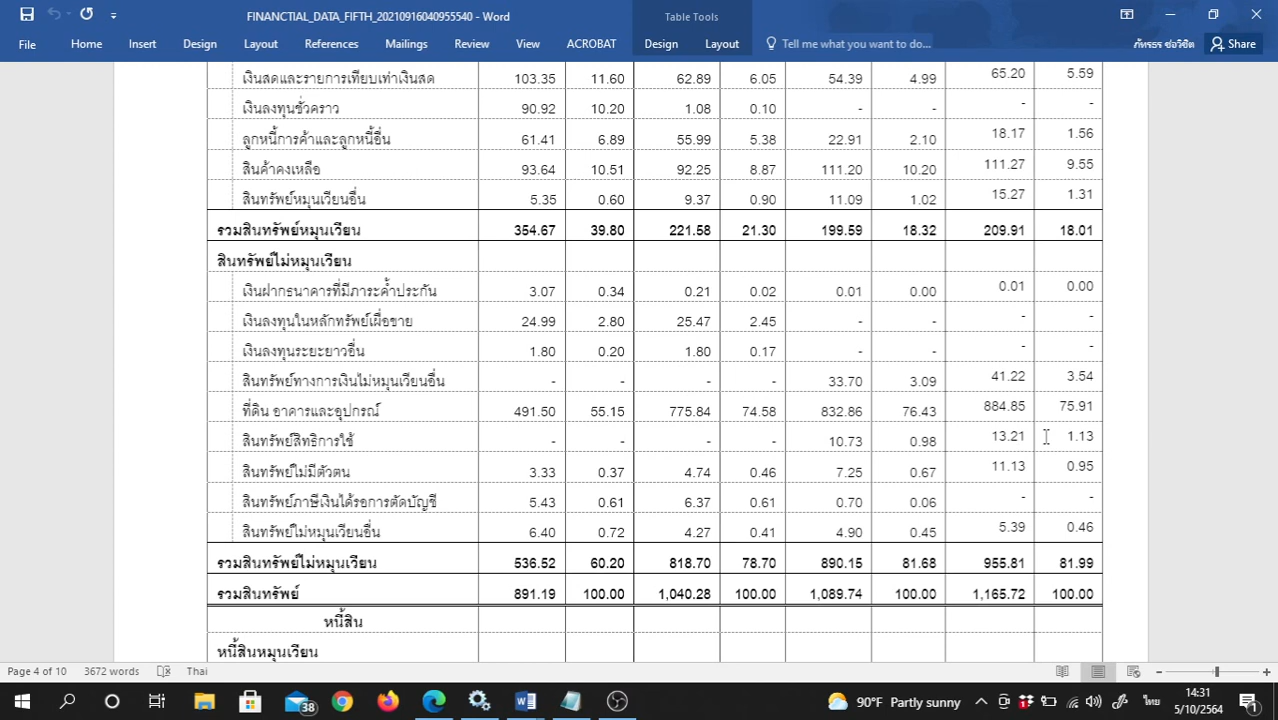 FINANCTIAL_DATA_FIFTH_20210916040955540 - Word
Table Tools
File Home Insert Design Layout References Mailings Review View ACROBAT Design Layout Tell me what you want to do... ภัทรธร ช่อวิชิต Share
เงินสดและรายการเทียบเท่าเงินสด 103.35 11.60 62.89 6.05 54.39 4.99 65.20 5.59
เงินลงทุนชั่วคราว 90.92 10.20 1.08 0.10 - - - -
ลูกหนี้การค้าและลูกหนี้อื่น 61.41 6.89 55.99 5.38 22.91 2.10 18.17 1.56
สินค้าคงเหลือ 93.64 10.51 92.25 8.87 111.20 10.20 111.27 9.55
สินทรัพย์หมุนเวียนอื่น 5.35 0.60 9.37 0.90 11.09 1.02 15.27 1.31
รวมสินทรัพย์หมุนเวียน 354.67 39.80 221.58 21.30 199.59 18.32 209.91 18.01
สินทรัพย์ไม่หมุนเวียน
เงินฝากธนาคารที่มีภาระค้ำประกัน 3.07 0.34 0.21 0.02 0.01 0.00 0.01 0.00
เงินลงทุนในหลักทรัพย์เผื่อขาย 24.99 2.80 25.47 2.45 - - - -
เงินลงทุนระยะยาวอื่น 1.80 0.20 1.80 0.17 - - - -
สินทรัพย์ทางการเงินไม่หมุนเวียนอื่น - - - - 33.70 3.09 41.22 3.54
ที่ดิน อาคารและอุปกรณ์ 491.50 55.15 775.84 74.58 832.86 76.43 884.85 75.91
สินทรัพย์สิทธิการใช้ - - - - 10.73 0.98 13.21 1.13
สินทรัพย์ไม่มีตัวตน 3.33 0.37 4.74 0.46 7.25 0.67 11.13 0.95
สินทรัพย์ภาษีเงินได้รอการตัดบัญชี 5.43 0.61 6.37 0.61 0.70 0.06 - -
สินทรัพย์ไม่หมุนเวียนอื่น 6.40 0.72 4.27 0.41 4.90 0.45 5.39 0.46
รวมสินทรัพย์ไม่หมุนเวียน 536.52 60.20 818.70 78.70 890.15 81.68 955.81 81.99
รวมสินทรัพย์ 891.19 100.00 1,040.28 100.00 1,089.74 100.00 1,165.72 100.00
หนี้สิน
หนี้สินหมุนเวียน
Page 4 of 10 3672 words Thai
38 90°F Partly sunny ไทย 14:31
5/10/2564 1